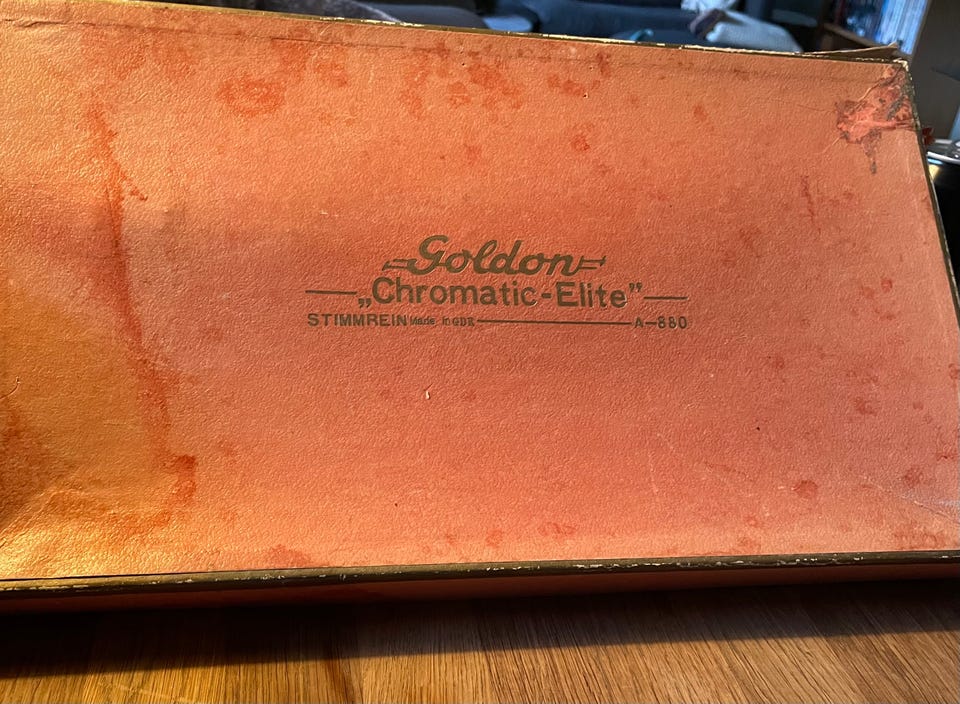 Goldon
„Chromatic-Elite”
STIMMREIN Made in GDR A-880